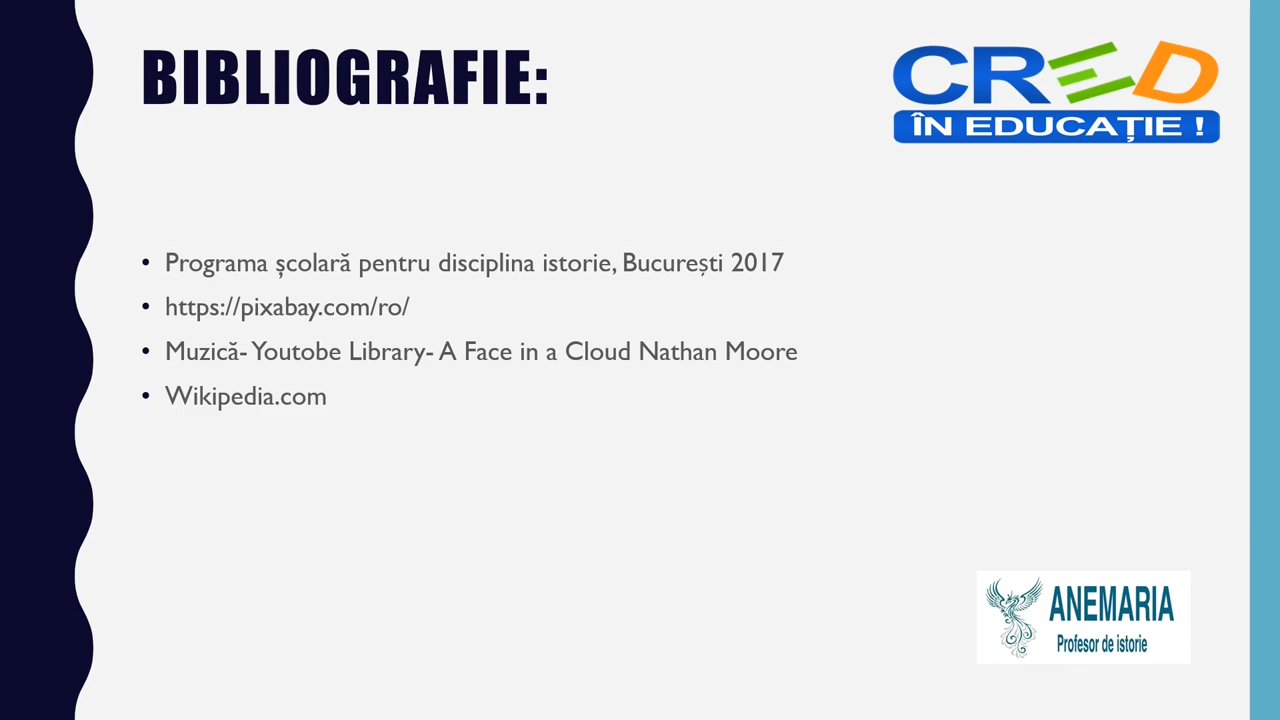 BIBLIOGRAFIE:
CRED
ÎN EDUCAȚIE !
• Programa școlară pentru disciplina istorie, București 2017
• https://pixabay.com/ro/
• Muzică- Youtobe Library- A Face in a Cloud Nathan Moore
• Wikipedia.com
ANEMARIA
Profesor de istorie